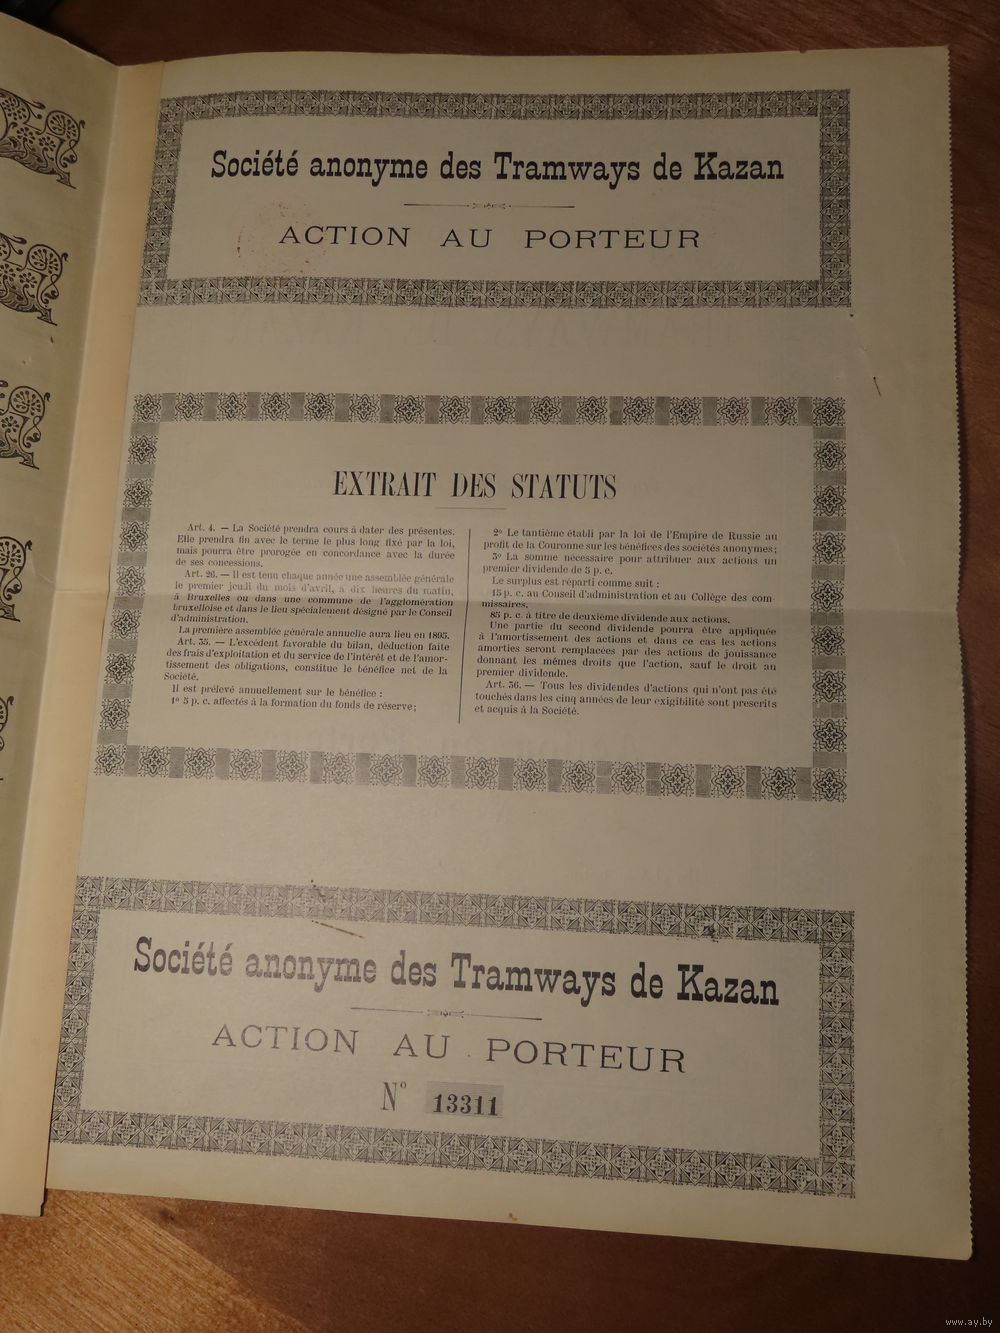 Société anonyme des Tramways de Kazan
ACTION AU PORTEUR
EXTRAIT DES STATUTS
Art. 4. — La Société prendra cours à dater des présentes.
Elle prendra fin avec le terme le plus long fixé par la loi,
mais pourra être prorogée en concordance avec la durée
de ses concessions.
Art. 26. — Il est tenu chaque année une assemblée générale
le premier jeudi du mois d'avril, à dix heures du matin,
à Bruxelles ou dans une commune de l'agglomération
bruxelloise et dans le lieu spécialement désigné par le Conseil
d'administration.
La première assemblée générale annuelle aura lieu en 1895.
Art. 35. — L'excédent favorable du bilan, déduction faite
des frais d'exploitation et du service de l'intérêt et de l'amor-
tissement des obligations, constitue le bénéfice net de la
Société.
Il est prélevé annuellement sur le bénéfice :
1º 5 p. c. affectés à la formation du fonds de réserve;
2º Le tantième établi par la loi de l'Empire de Russie au
profit de la Couronne sur les bénéfices des sociétés anonymes;
3º La somme nécessaire pour attribuer aux actions un
premier dividende de 5 p. c.
Le surplus est réparti comme suit :
15 p. c. au Conseil d'administration et au Collège des com-
missaires.
85 p. c. à titre de deuxième dividende aux actions.
Une partie du second dividende pourra être appliquée
à l'amortissement des actions et dans ce cas les actions
amorties seront remplacées par des actions de jouissance
donnant les mêmes droits que l'action, sauf le droit au
premier dividende.
Art. 36. — Tous les dividendes d'actions qui n'ont pas été
touchés dans les cinq années de leur exigibilité sont prescrits
et acquis à la Société.
Société anonyme des Tramways de Kazan
ACTION AU PORTEUR
Nº 13311
www.ay.by